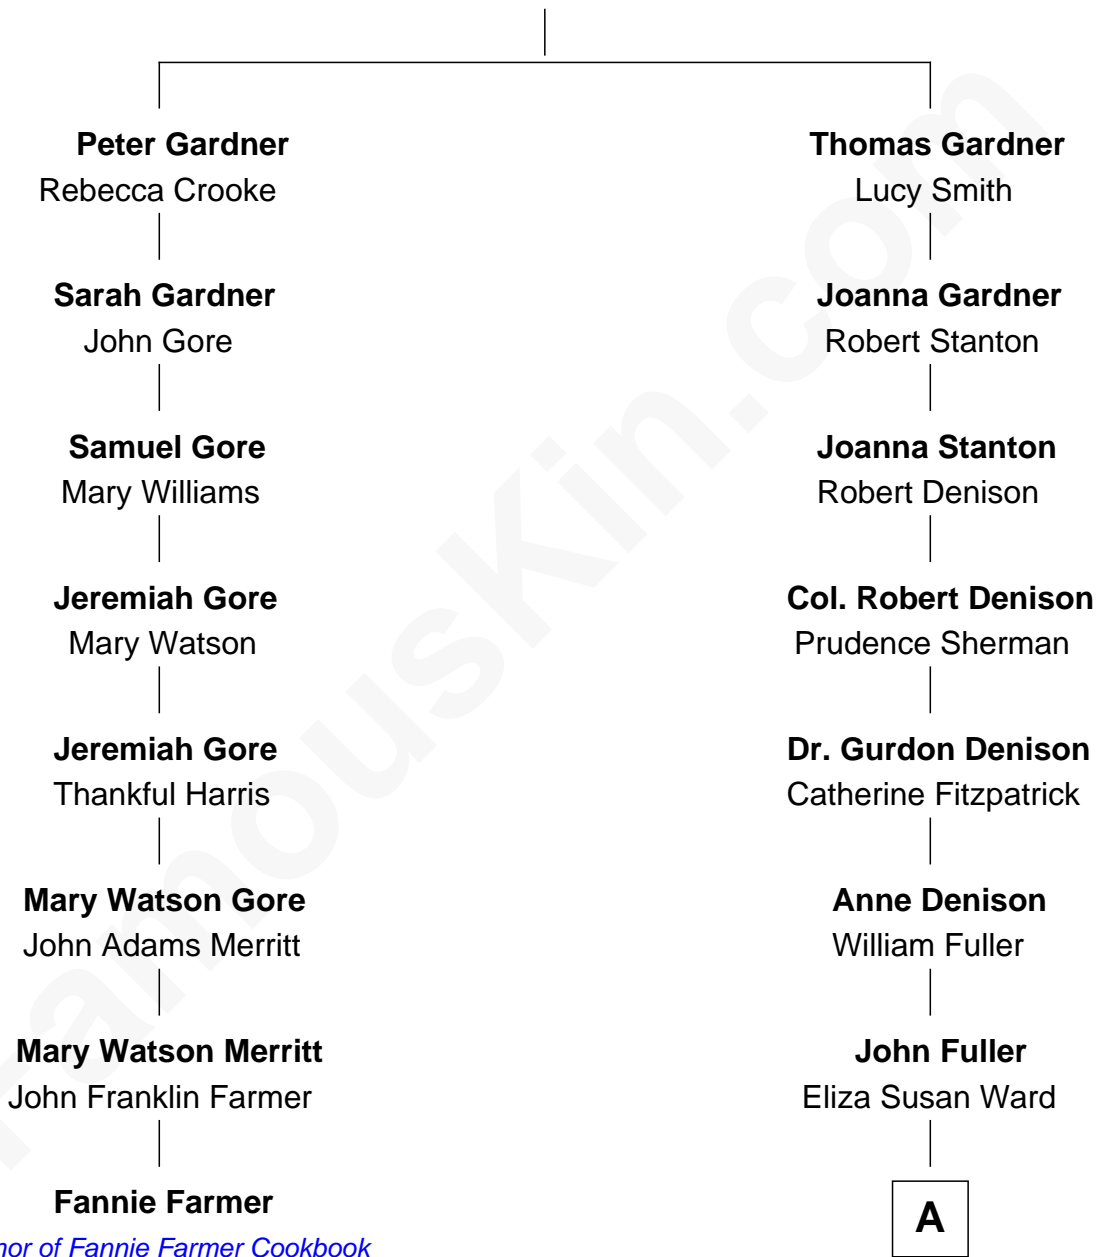 Peter Gardner
Rebecca Crooke
Sarah Gardner
John Gore
Samuel Gore
Mary Williams
Jeremiah Gore
Mary Watson
Jeremiah Gore
Thankful Harris
Mary Watson Gore
John Adams Merritt
Mary Watson Merritt
John Franklin Farmer
Fannie Farmer
hor of Fannie Farmer Cookbook
Thomas Gardner
Lucy Smith
Joanna Gardner
Robert Stanton
Joanna Stanton
Robert Denison
Col. Robert Denison
Prudence Sherman
Dr. Gurdon Denison
Catherine Fitzpatrick
Anne Denison
William Fuller
John Fuller
Eliza Susan Ward
A
FamousKin.com